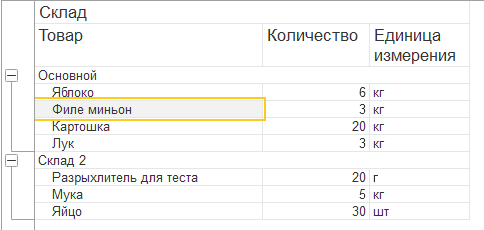 Склад
Товар Количество Единица измерения
Основной
Яблоко 6 кг
Филе миньон 3 кг
Картошка 20 кг
Лук 3 кг
Склад 2
Разрыхлитель для теста 20 г
Мука 5 кг
Яйцо 30 шт